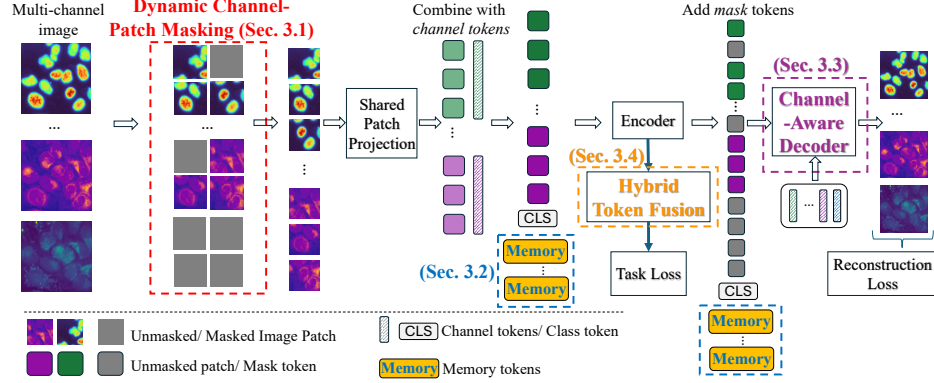 Multi-channel
image
...
Dynamic Channel-
Patch Masking (Sec. 3.1)
...
...
Shared
Patch
Projection
Combine with
channel tokens
...
...
CLS
(Sec. 3.2)
Memory
...
Memory
Encoder
(Sec. 3.4)
Hybrid
Token Fusion
Task Loss
Add mask tokens
...
CLS
Memory
...
Memory
(Sec. 3.3)
Channel
-Aware
Decoder
...
...
Reconstruction
Loss
Unmasked/ Masked Image Patch
Unmasked patch/ Mask token
CLS Channel tokens/ Class token
Memory Memory tokens